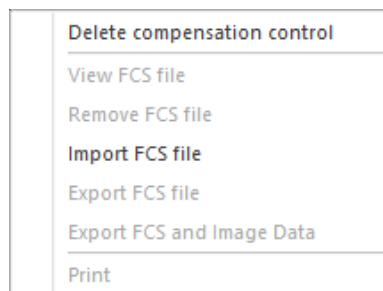 Delete compensation control
View FCS file
Remove FCS file
Import FCS file
Export FCS file
Export FCS and Image Data
Print